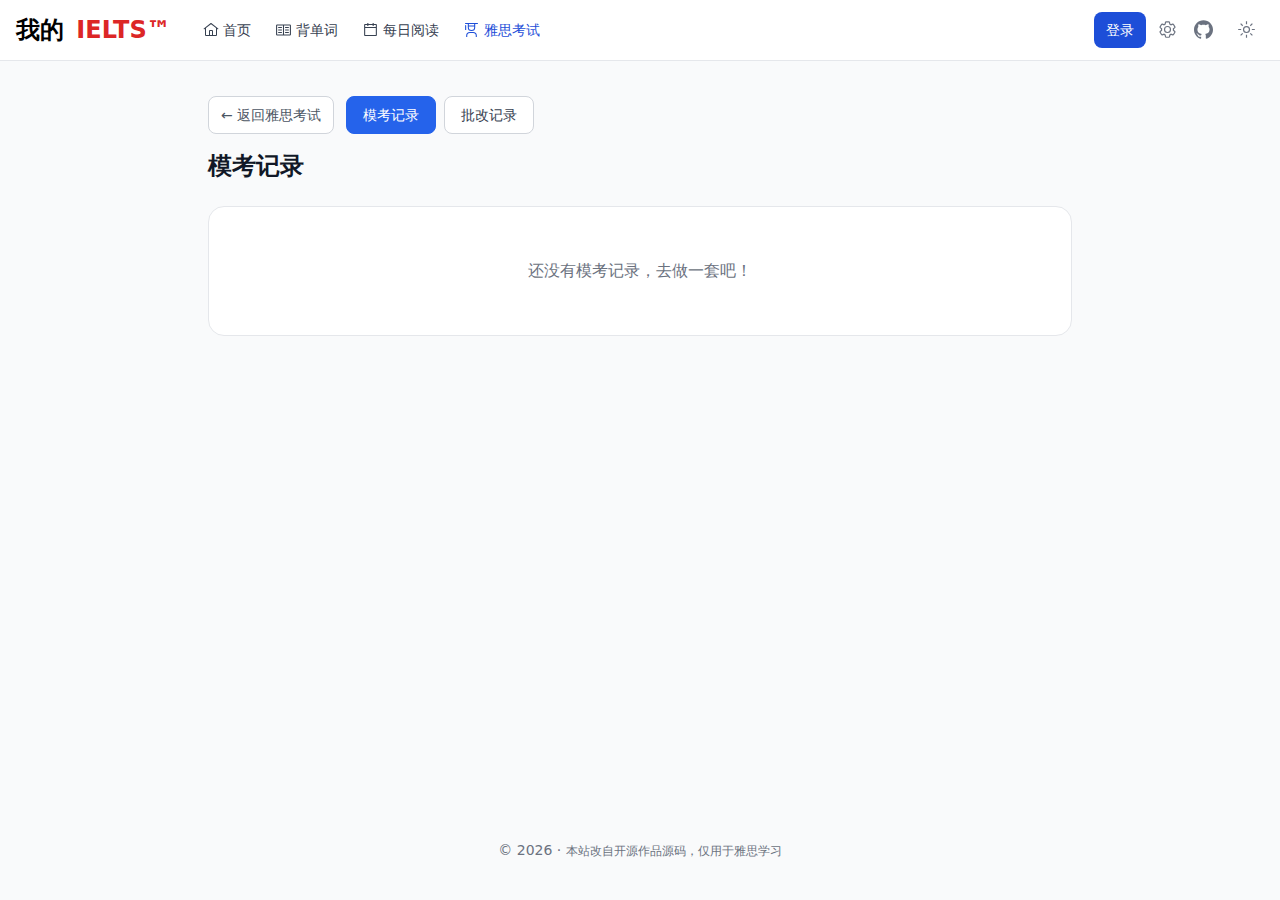 我的 IELTS™ 首页 背单词 每日阅读 雅思考试 登录
← 返回雅思考试 模考记录 批改记录
模考记录
还没有模考记录，去做一套吧！
© 2026 · 本站改自开源作品源码，仅用于雅思学习